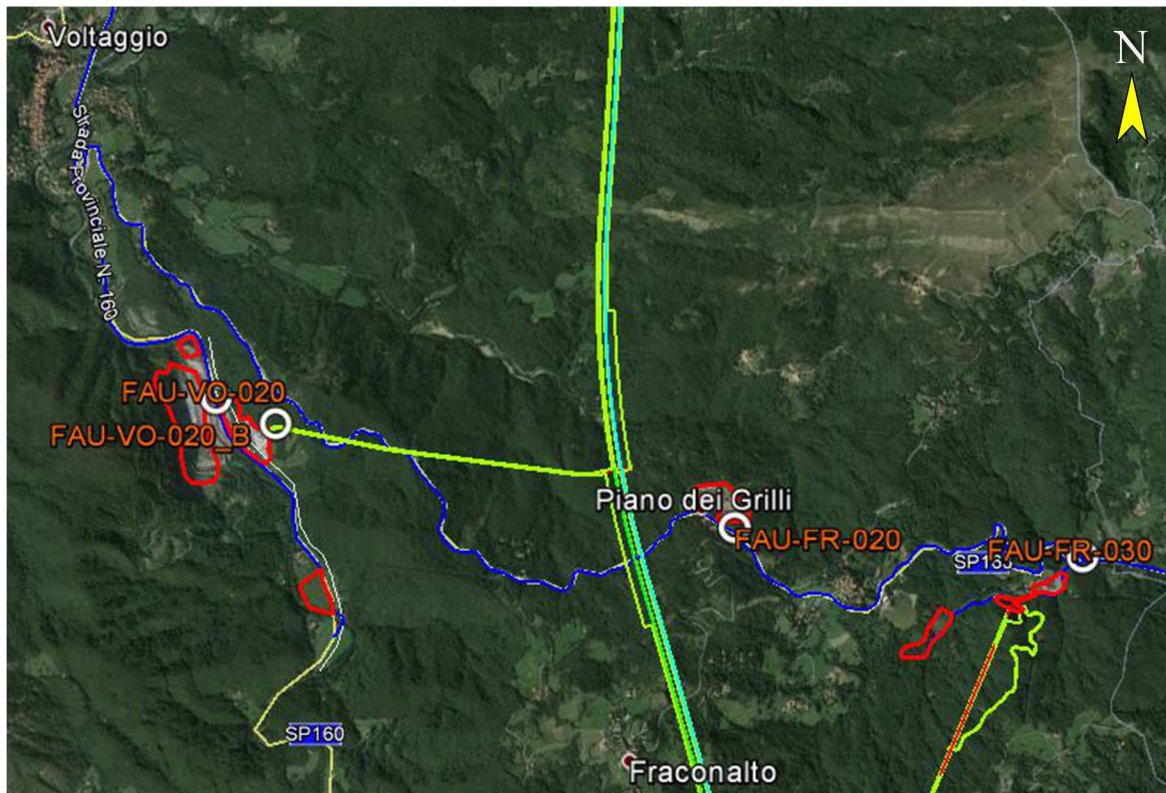 Voltaggio
N
Strada Provinciale N. 160
FAU-VO-020
FAU-VO-020_B
Piano dei Grilli
FAU-FR-020
FAU-FR-030
SP160
Fraconalto